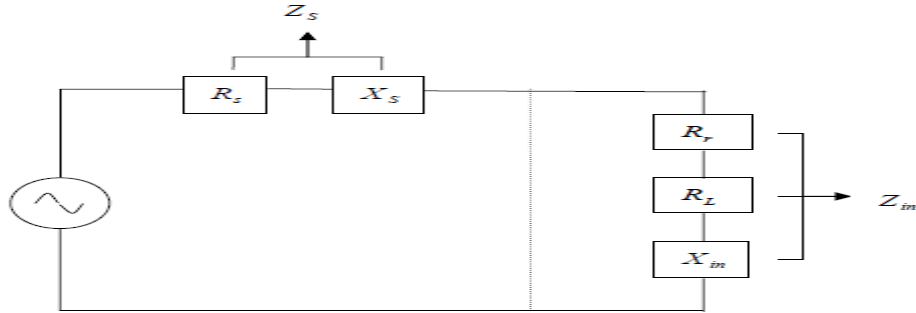 Z_S
R_s X_S
R_r
R_L
Z_in
X_in